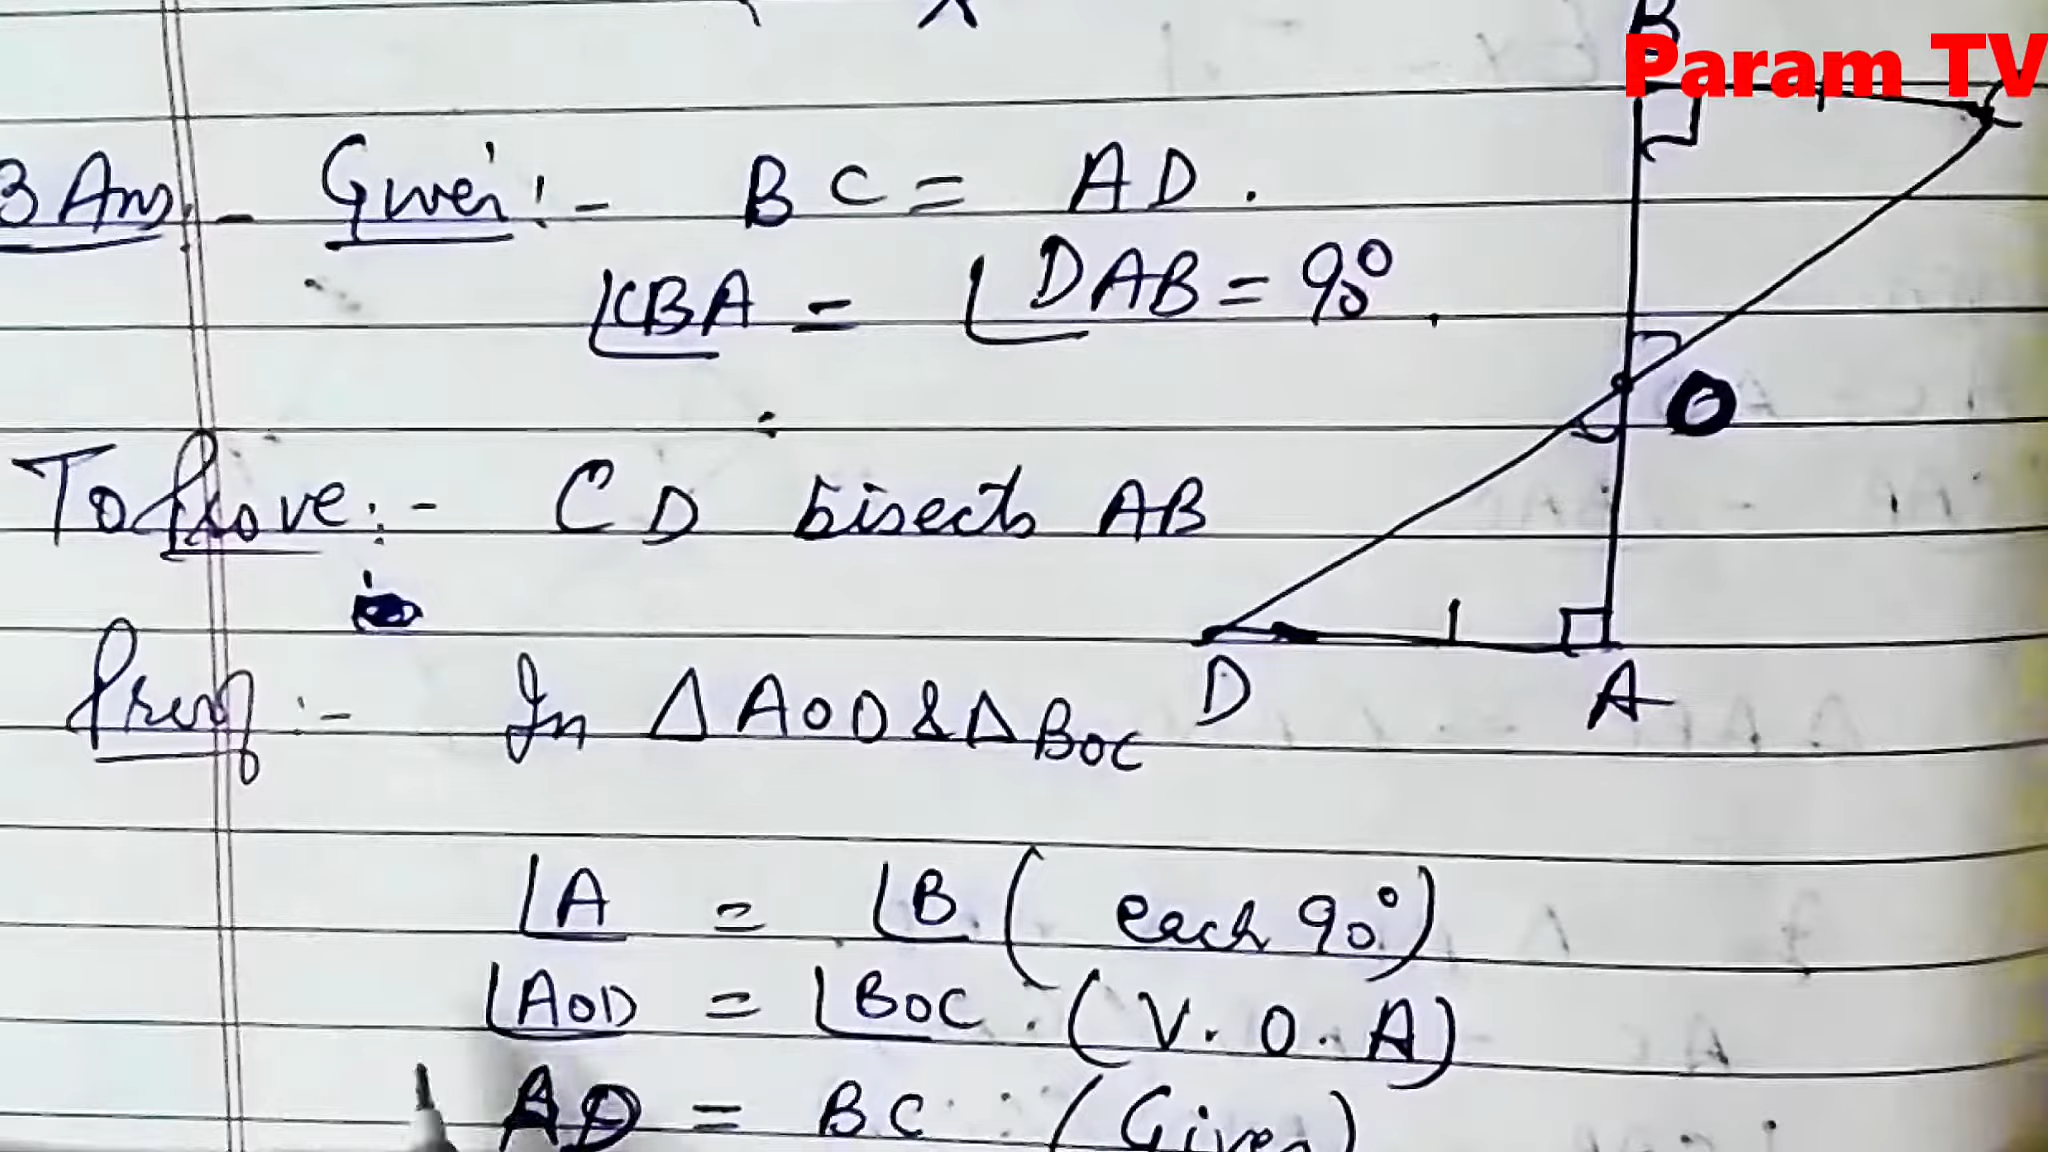 B
Param TV
C
3 Ans - Given :- BC = AD.
∠CBA = ∠DAB = 90°.
O
To Prove :- CD bisects AB
D A
Proof :- In △AOD & △BOC
∠A = ∠B (each 90°)
∠AOD = ∠BOC. (V.O.A)
AD = BC (Given)